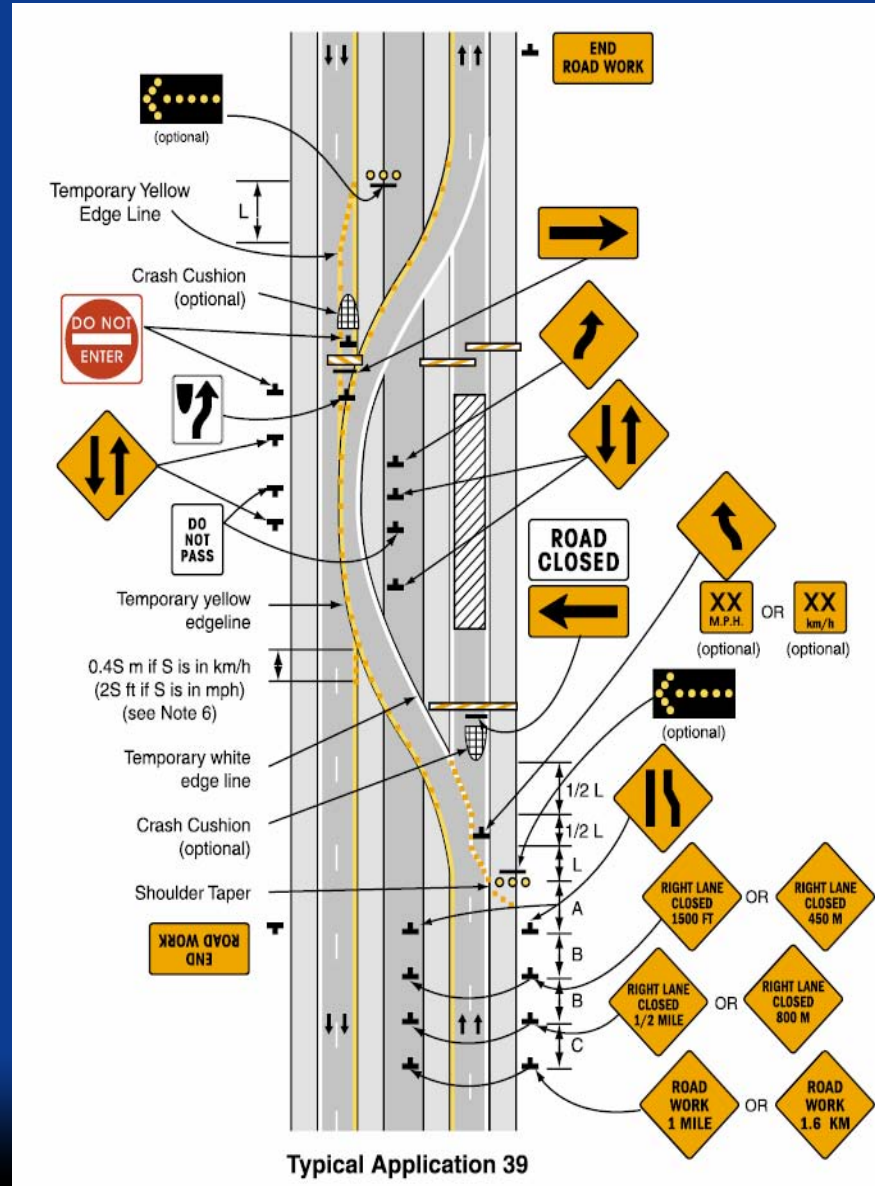 END
ROAD WORK
(optional)
Temporary Yellow
Edge Line
L
Crash Cushion
(optional)
DO NOT
ENTER
DO
NOT
PASS
ROAD
CLOSED
XX
M.P.H.
OR
XX
km/h
(optional)
(optional)
Temporary yellow
edgeline
0.4S m if S is in km/h
(2S ft if S is in mph)
(see Note 6)
(optional)
Temporary white
edge line
1/2 L
Crash Cushion
(optional)
1/2 L
L
Shoulder Taper
A
RIGHT LANE
CLOSED
1500 FT
OR
RIGHT LANE
CLOSED
450 M
END
ROAD WORK
B
B
RIGHT LANE
CLOSED
1/2 MILE
OR
RIGHT LANE
CLOSED
800 M
C
ROAD
WORK
1 MILE
OR
ROAD
WORK
1.6 KM
Typical Application 39